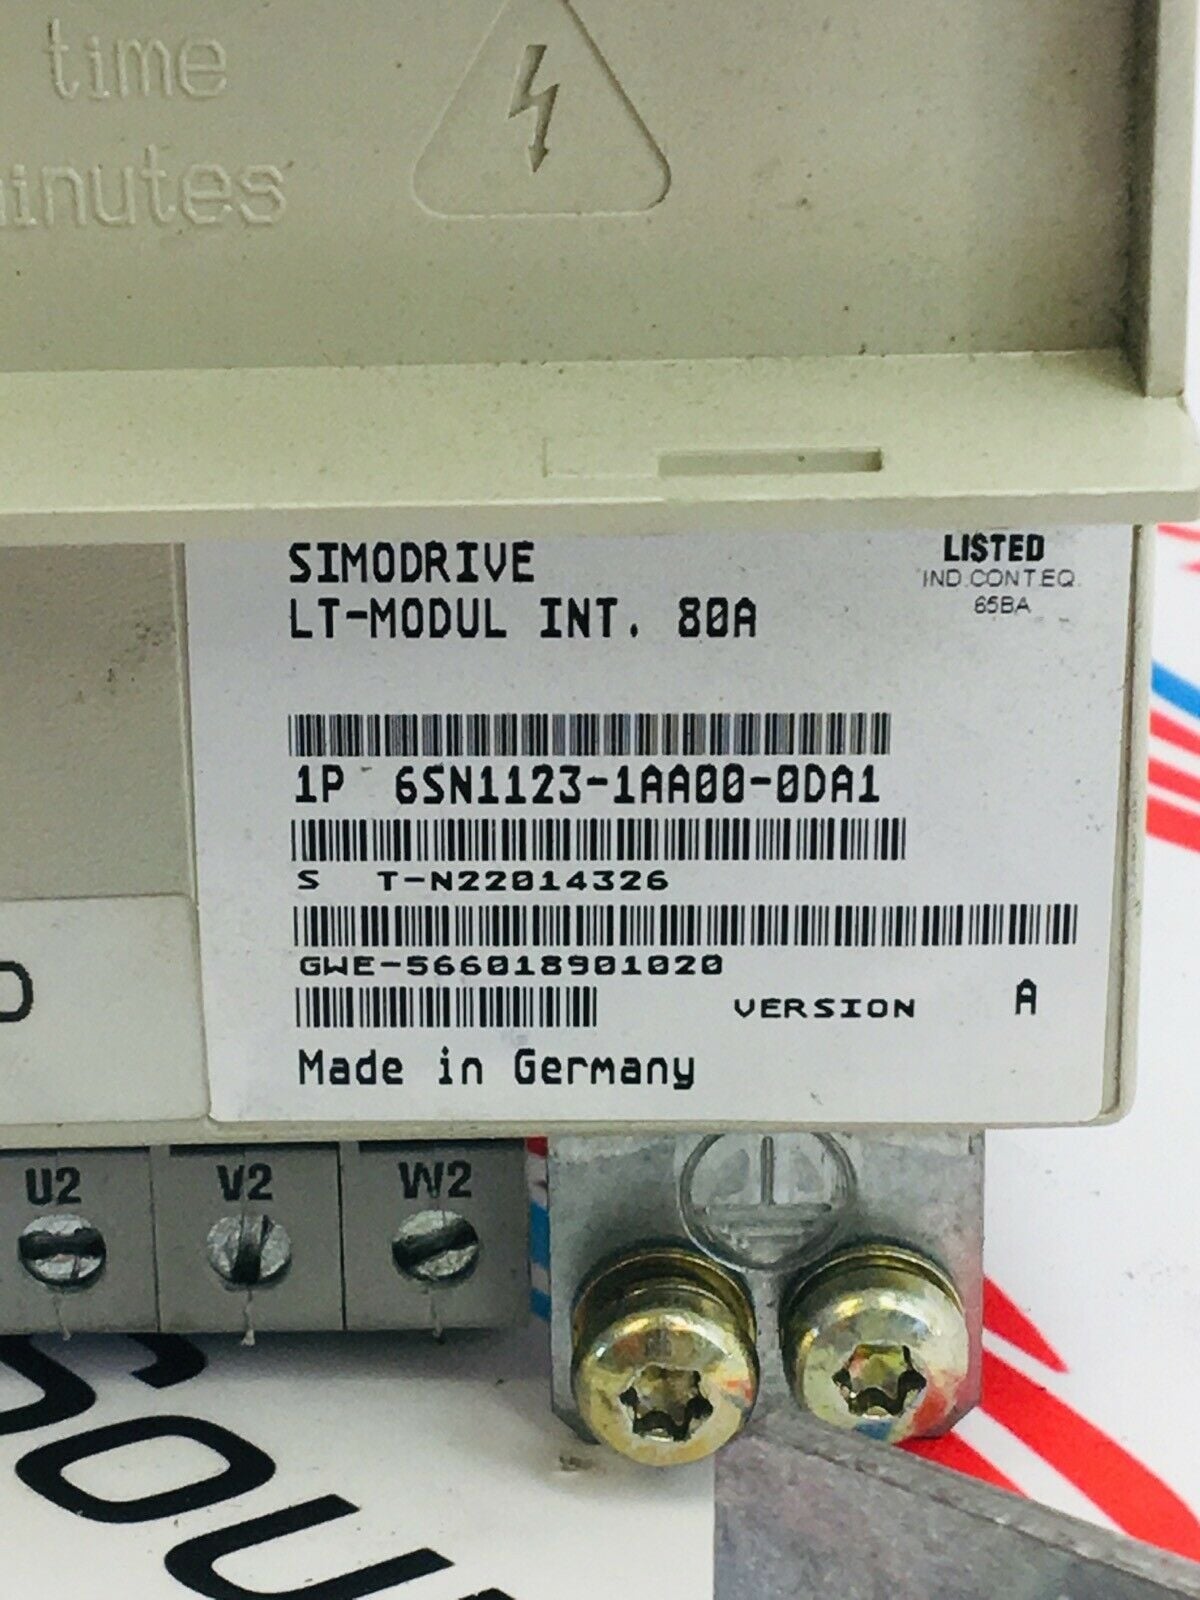 time
minutes
SIMODRIVE
LT-MODUL INT. 80A
LISTED
IND.CONT.EQ.
65BA
1P 6SN1123-1AA00-0DA1
S T-N22014326
GWE-566018901020
VERSION A
Made in Germany
U2 V2 W2